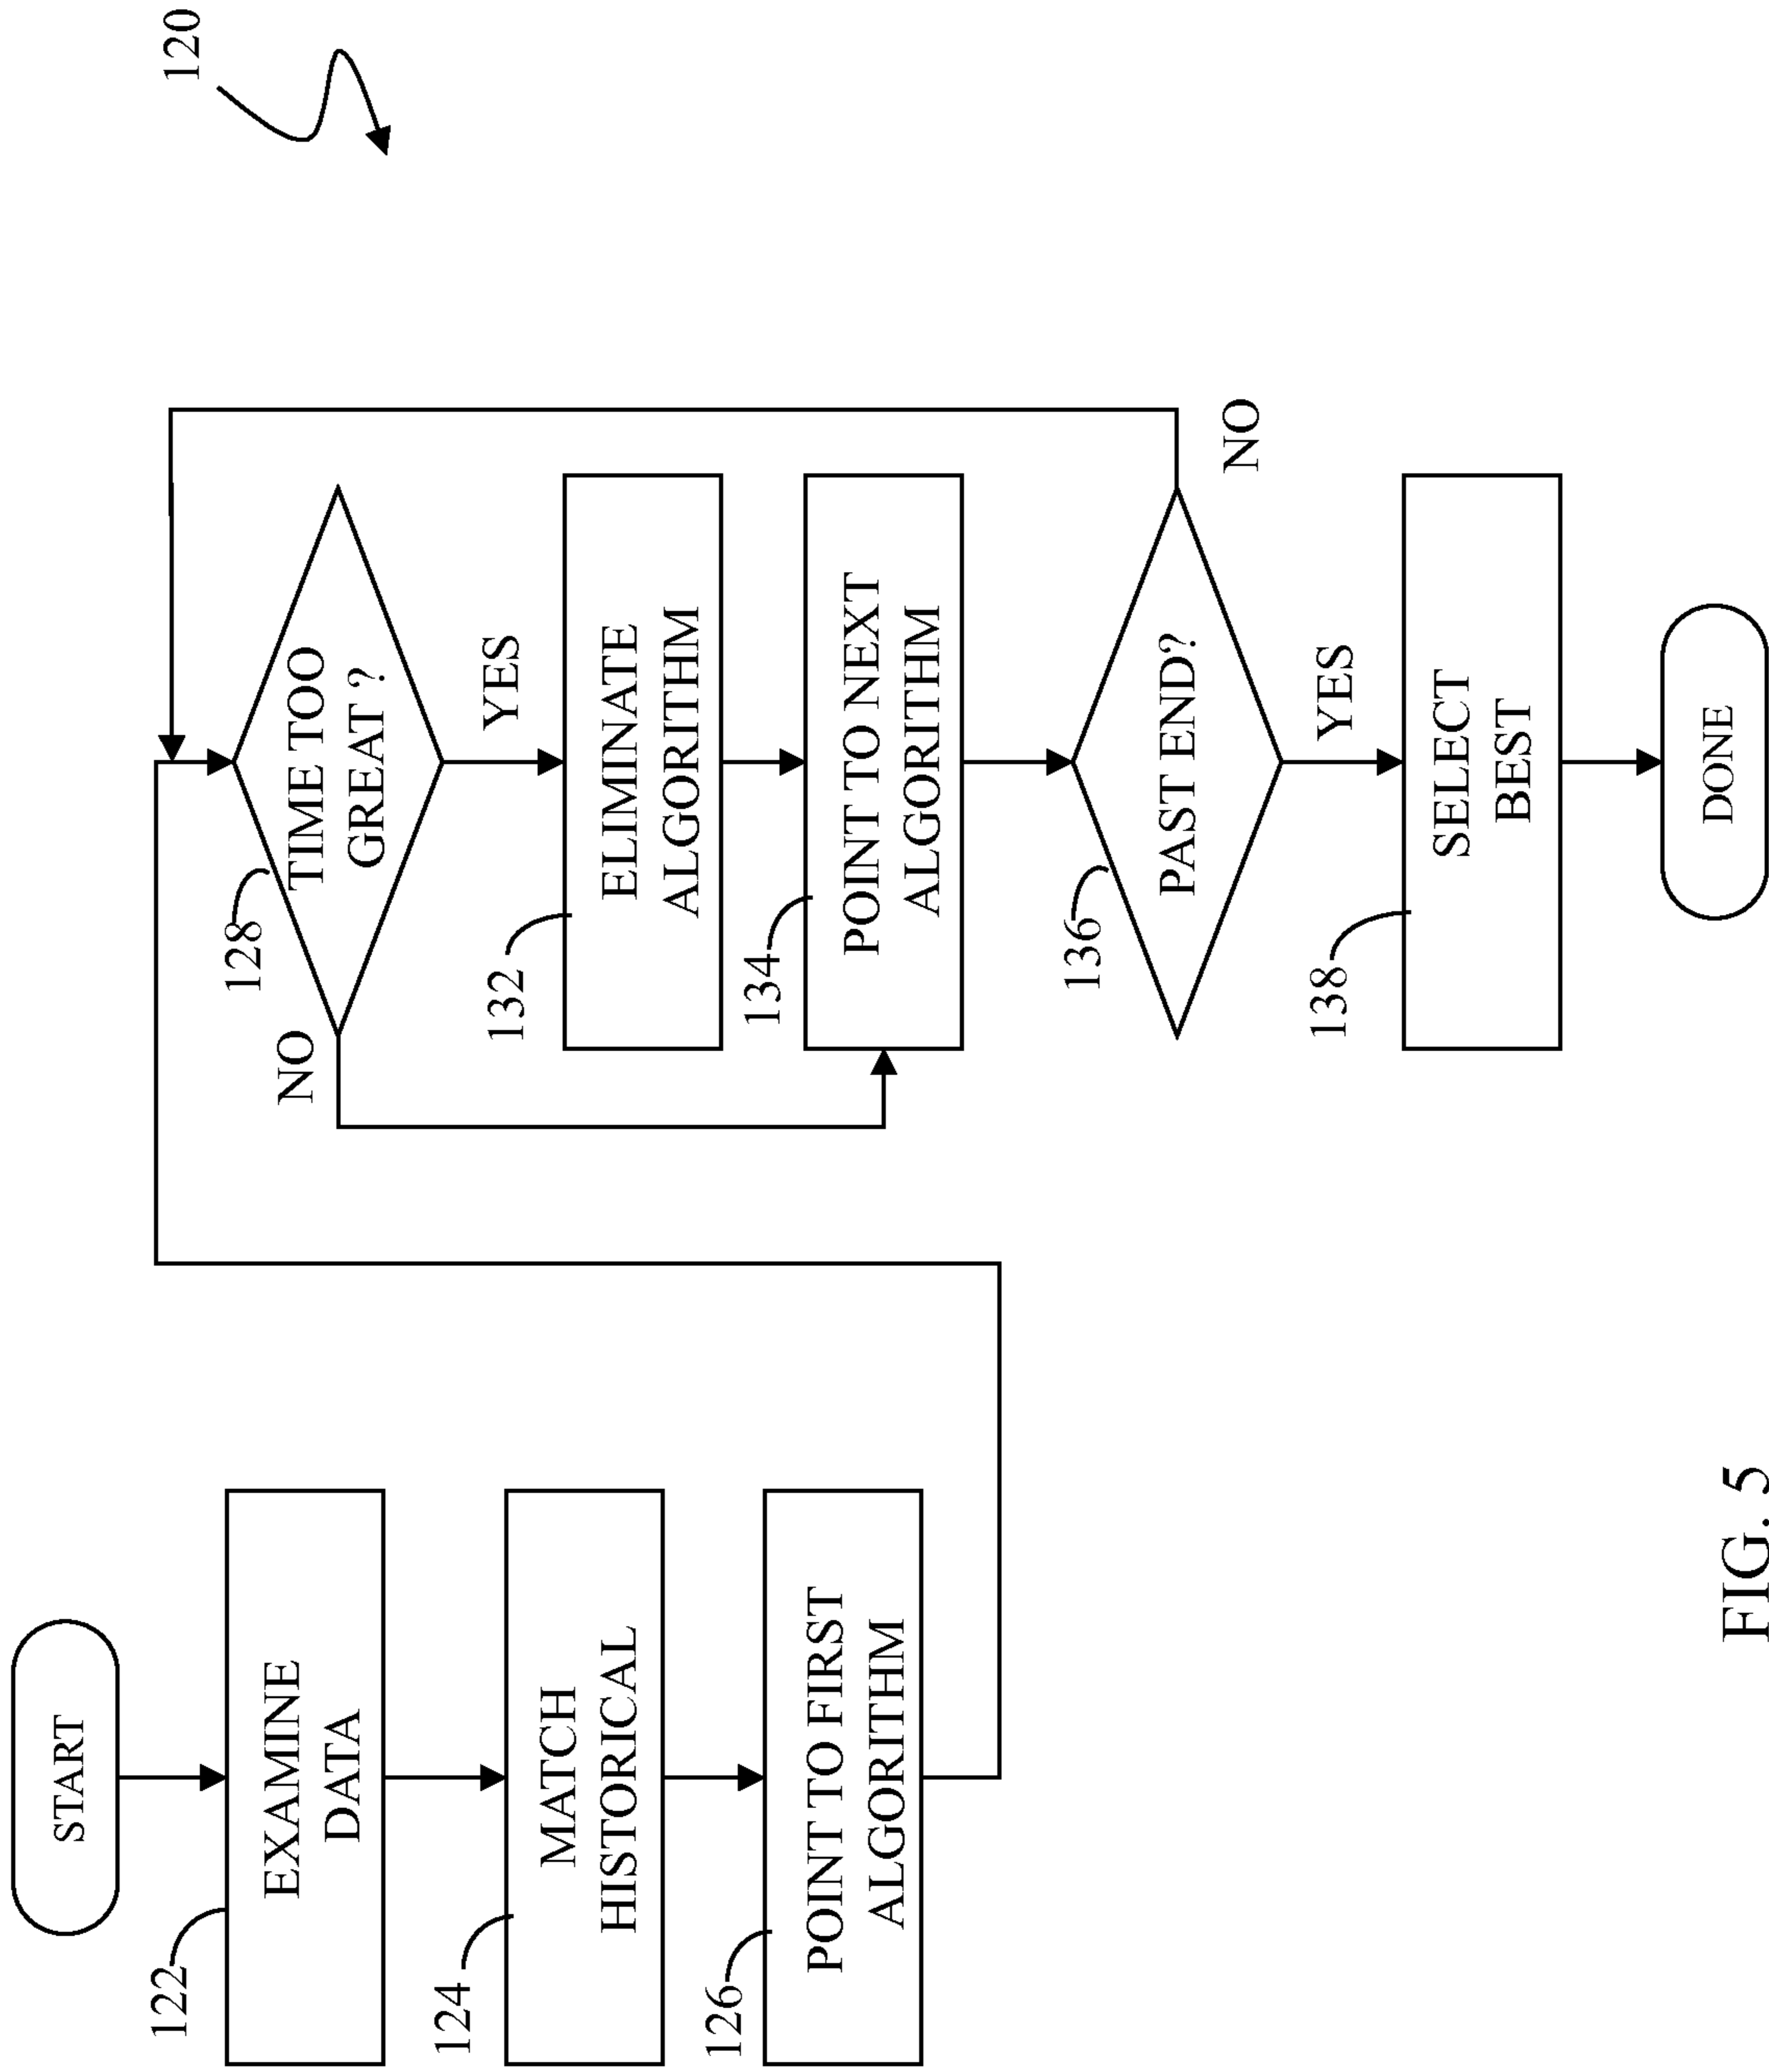 120
START
122
EXAMINE
DATA
124
MATCH
HISTORICAL
126
POINT TO FIRST
ALGORITHM
128
TIME TOO
GREAT ?
NO
YES
132
ELIMINATE
ALGORITHM
134
POINT TO NEXT
ALGORITHM
136
PAST END?
NO
YES
138
SELECT
BEST
DONE
FIG. 5